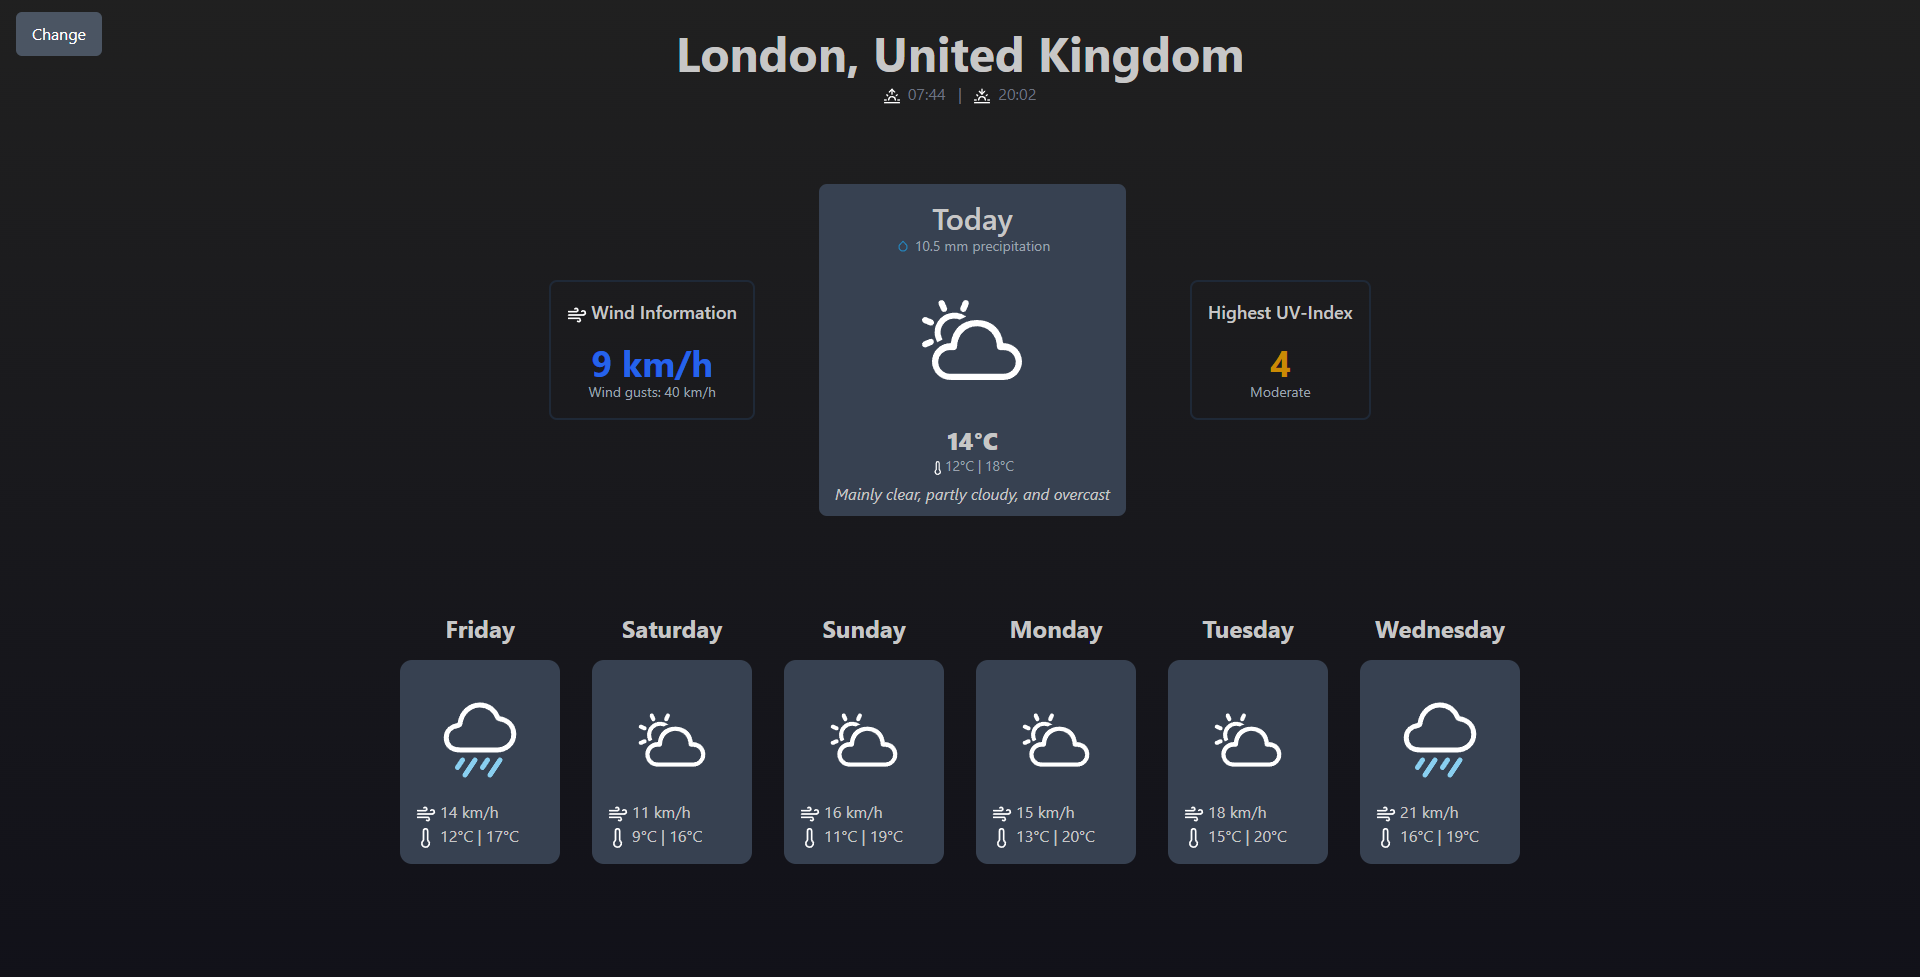 Change
London, United Kingdom
07:44 | 20:02
Today
10.5 mm precipitation
Wind Information
9 km/h
Wind gusts: 40 km/h
14°C
12°C | 18°C
Mainly clear, partly cloudy, and overcast
Highest UV-Index
4
Moderate
Friday
14 km/h
12°C | 17°C
Saturday
11 km/h
9°C | 16°C
Sunday
16 km/h
11°C | 19°C
Monday
15 km/h
13°C | 20°C
Tuesday
18 km/h
15°C | 20°C
Wednesday
21 km/h
16°C | 19°C